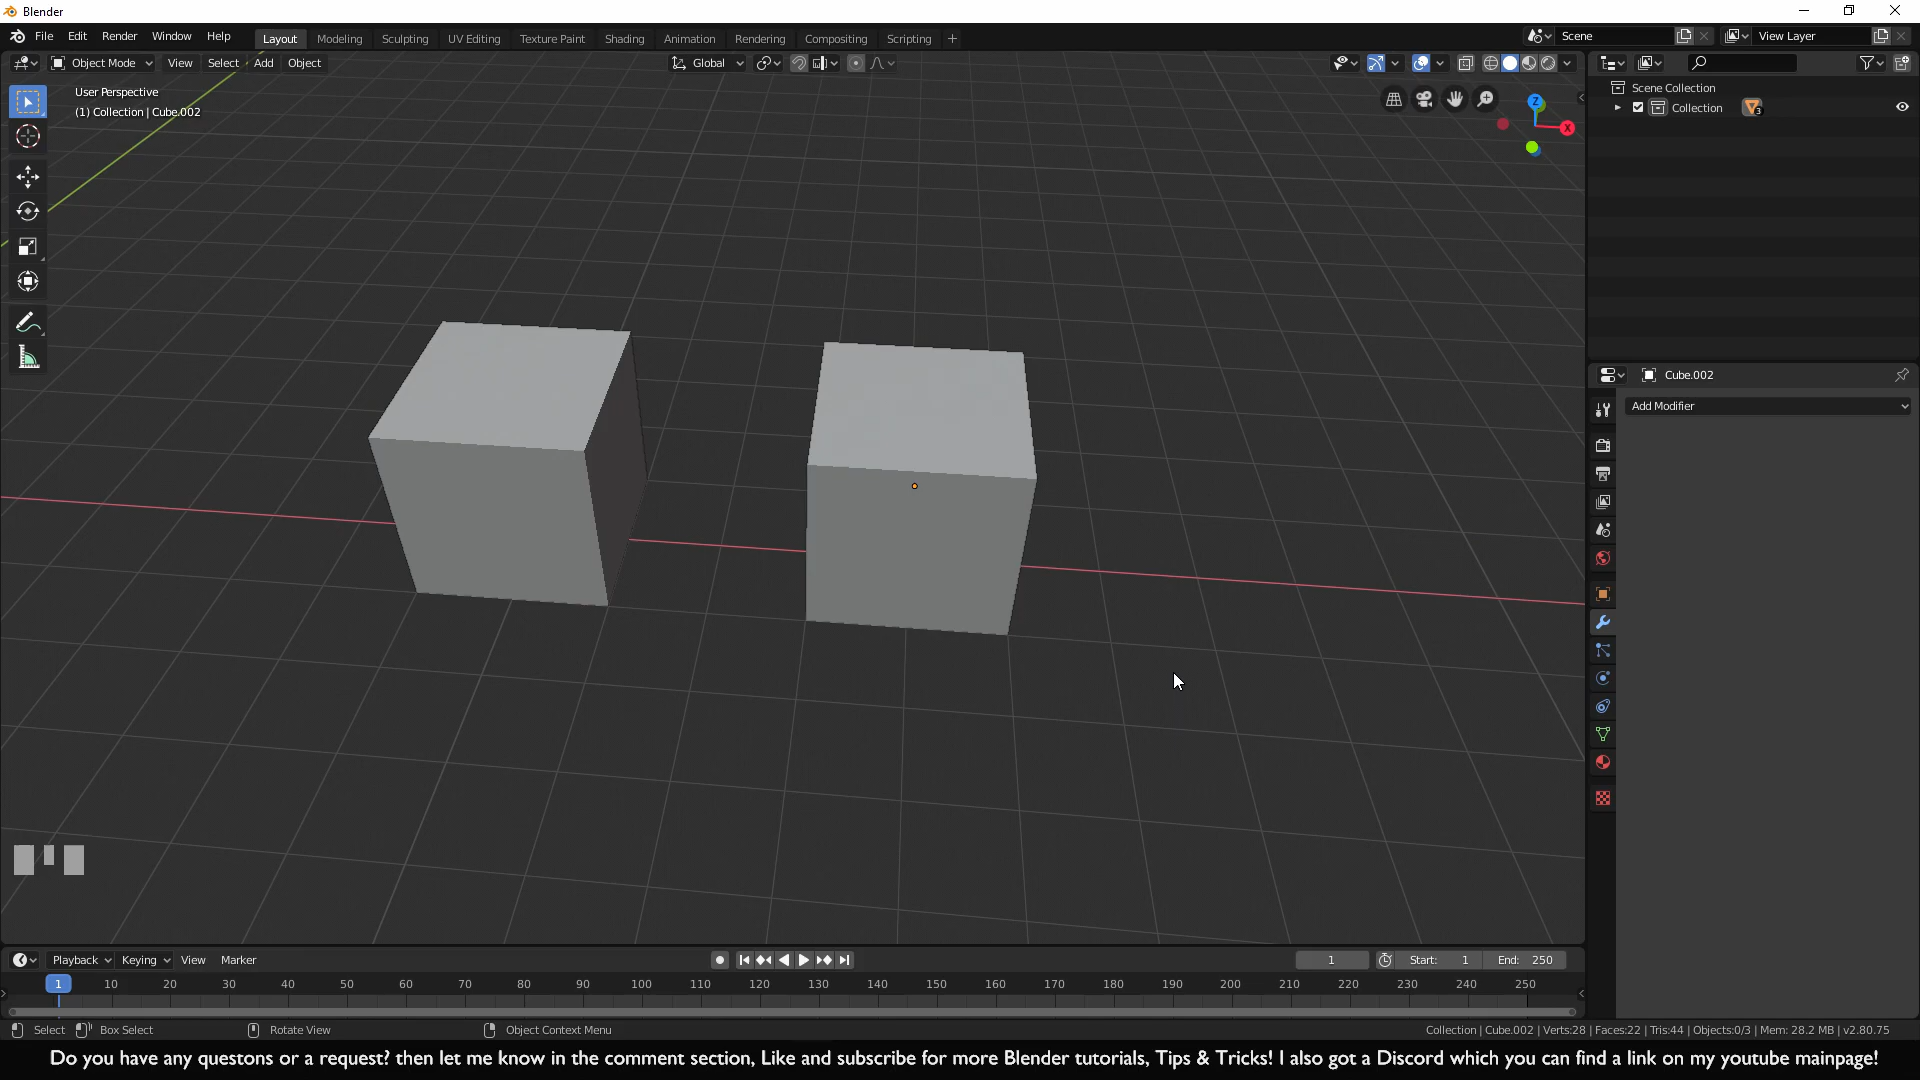 Blender
File Edit Render Window Help Layout Modeling Sculpting UV Editing Texture Paint Shading Animation Rendering Compositing Scripting + Scene View Layer
Object Mode View Select Add Object Global
User Perspective
(1) Collection | Cube.002
Z
X
Scene Collection
Collection 3
Cube.002
Add Modifier
Playback Keying View Marker 1 Start: 1 End: 250
1 10 20 30 40 50 60 70 80 90 100 110 120 130 140 150 160 170 180 190 200 210 220 230 240 250
Select Box Select Rotate View Object Context Menu Collection | Cube.002 | Verts:28 | Faces:22 | Tris:44 | Objects:0/3 | Mem: 28.2 MB | v2.80.75
Do you have any questons or a request? then let me know in the comment section, Like and subscribe for more Blender tutorials, Tips & Tricks! I also got a Discord which you can find a link on my youtube mainpage!